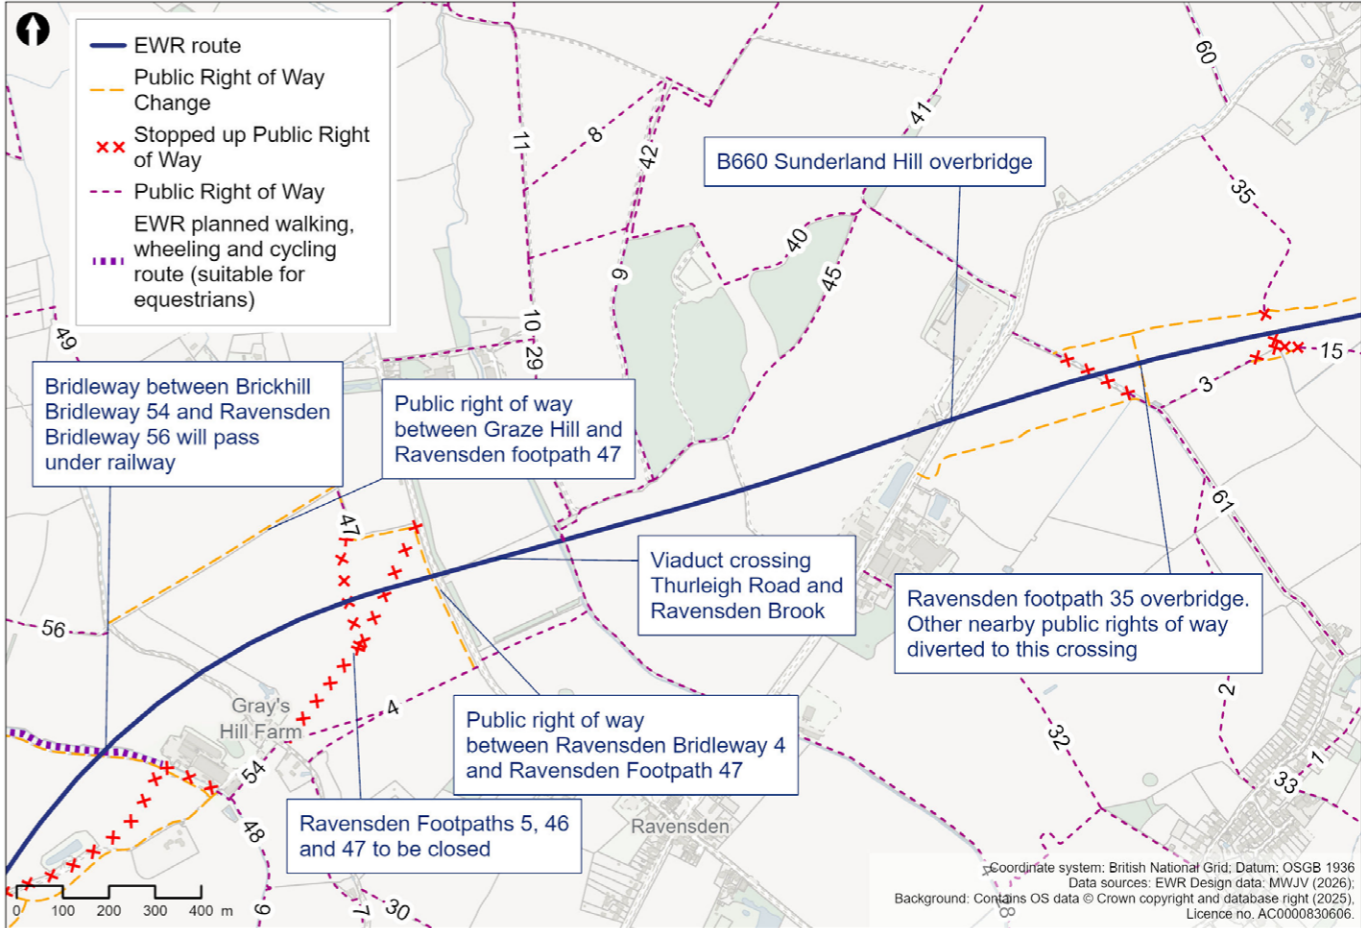 EWR route
Public Right of Way
Change
Stopped up Public Right
of Way
Public Right of Way
EWR planned walking,
wheeling and cycling
route (suitable for
equestrians)
60
41
11
8
42
B660 Sunderland Hill overbridge
35
40
45
9
10
29
49
15
3
Bridleway between Brickhill
Bridleway 54 and Ravensden
Bridleway 56 will pass
under railway
Public right of way
between Graze Hill and
Ravensden footpath 47
47
61
Viaduct crossing
Thurleigh Road and
Ravensden Brook
Ravensden footpath 35 overbridge.
Other nearby public rights of way
diverted to this crossing
56
Gray's
Hill Farm
4
2
Public right of way
between Ravensden Bridleway 4
and Ravensden Footpath 47
32
1
54
33
48
Ravensden Footpaths 5, 46
and 47 to be closed
Ravensden
6
7
30
4
28
0 100 200 300 400 m
Coordinate system: British National Grid; Datum: OSGB 1936
Data sources: EWR Design data: MWJV (2026);
Background: Contains OS data © Crown copyright and database right (2025),
Licence no. AC0000830606.